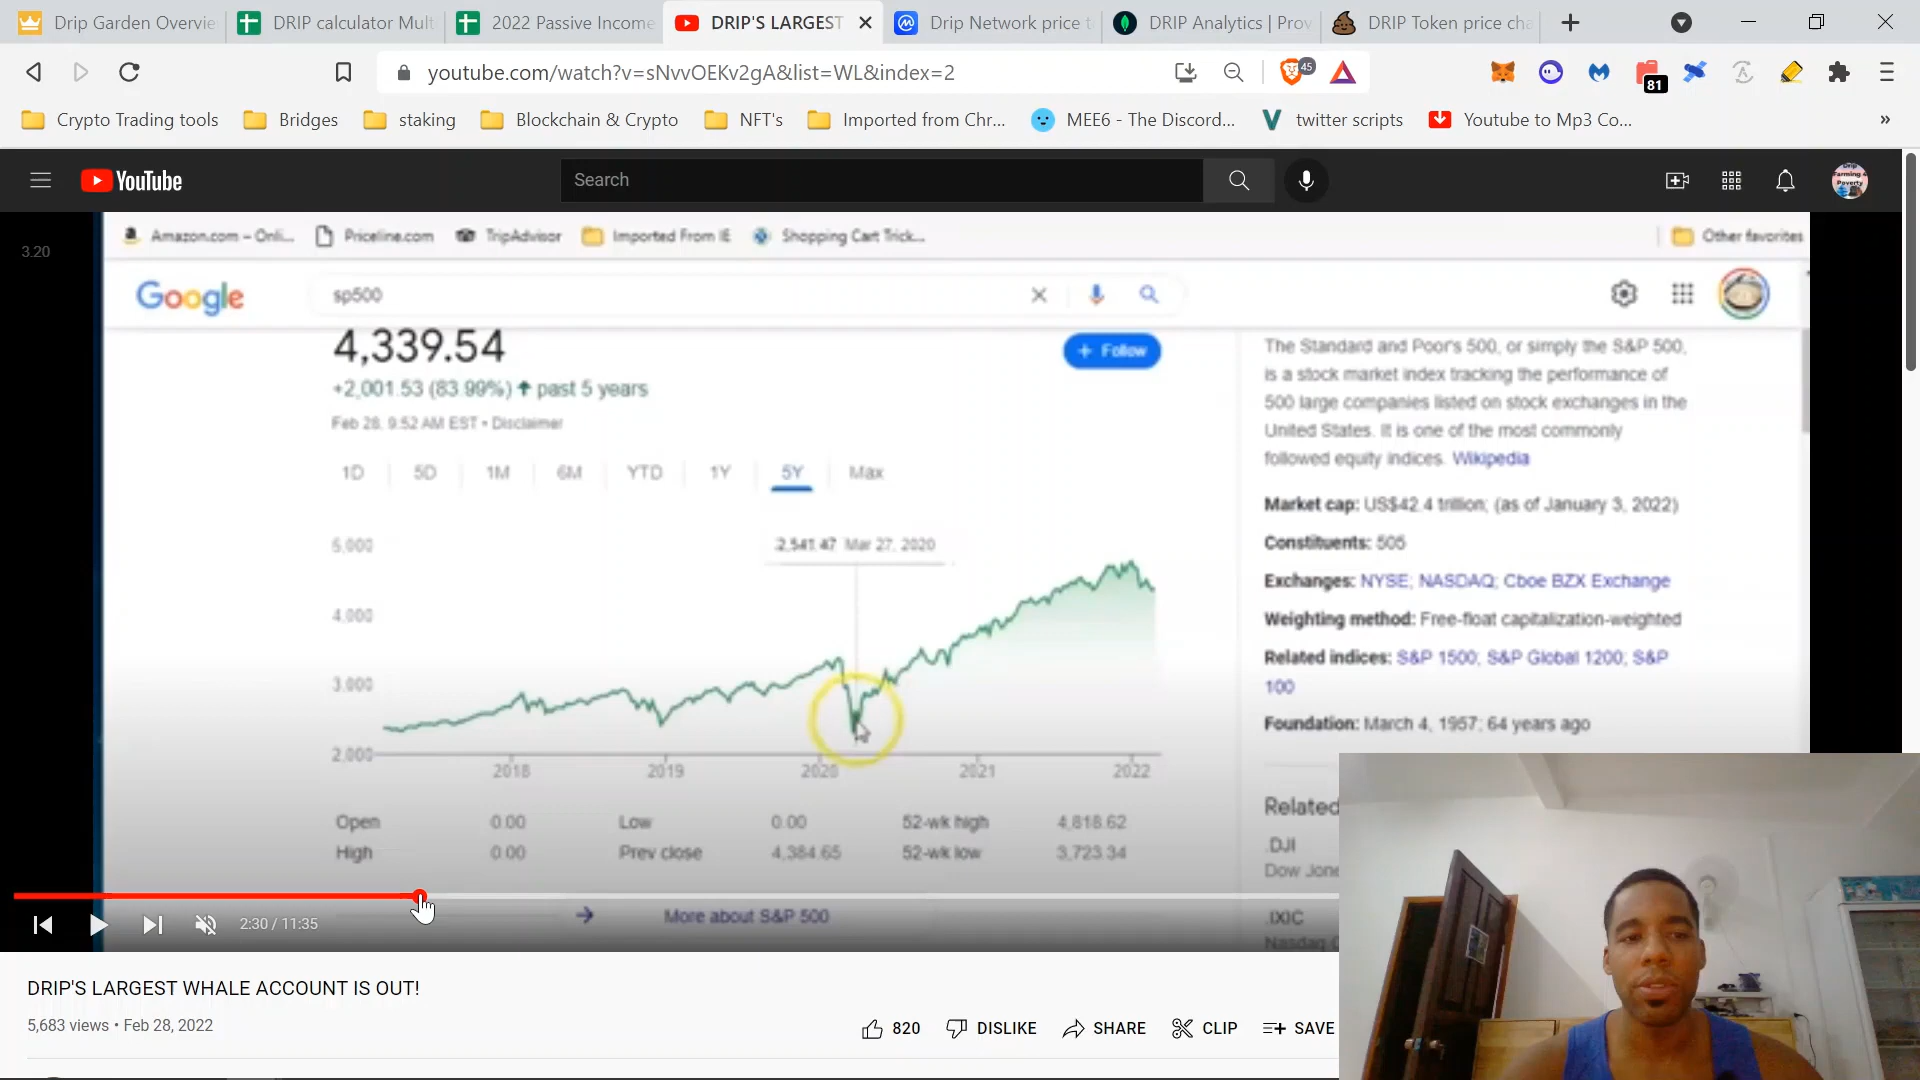 Drip Garden Overvie
DRIP calculator Mult
2022 Passive Income
DRIP'S LARGEST
Drip Network price t
DRIP Analytics | Prov
DRIP Token price cha
youtube.com/watch?v=sNvvOEKv2gA&list=WL&index=2
45
81
Crypto Trading tools
Bridges
staking
Blockchain & Crypto
NFT's
Imported from Chr...
MEE6 - The Discord...
twitter scripts
Youtube to Mp3 Co...
»
YouTube
Search
3.20
Amazon.com – Onli...
Priceline.com
TripAdvisor
Imported From IE
Shopping Cart Trick...
Other favorites
Google
sp500
4,339.54
+2,001.53 (83.99%) ↑ past 5 years
Feb 28, 9:52 AM EST • Disclaimer
+ Follow
1D 5D 1M 6M YTD 1Y 5Y Max
2,541.47 Mar 27, 2020
5,000
4,000
3,000
2,000
2018 2019 2020 2021 2022
Open 0.00 Low 0.00 52-wk high 4,818.62
High 0.00 Prev close 4,384.65 52-wk low 3,723.34
More about S&P 500
The Standard and Poor's 500, or simply the S&P 500,
is a stock market index tracking the performance of
500 large companies listed on stock exchanges in the
United States. It is one of the most commonly
followed equity indices. Wikipedia
Market cap: US$42.4 trillion; (as of January 3, 2022)
Constituents: 505
Exchanges: NYSE; NASDAQ; Cboe BZX Exchange
Weighting method: Free-float capitalization-weighted
Related indices: S&P 1500; S&P Global 1200; S&P
100
Foundation: March 4, 1957; 64 years ago
Related
.DJI
Dow Jone
.IXIC
Nasdaq C
2:30 / 11:35
DRIP'S LARGEST WHALE ACCOUNT IS OUT!
5,683 views • Feb 28, 2022
820
DISLIKE
SHARE
CLIP
SAVE